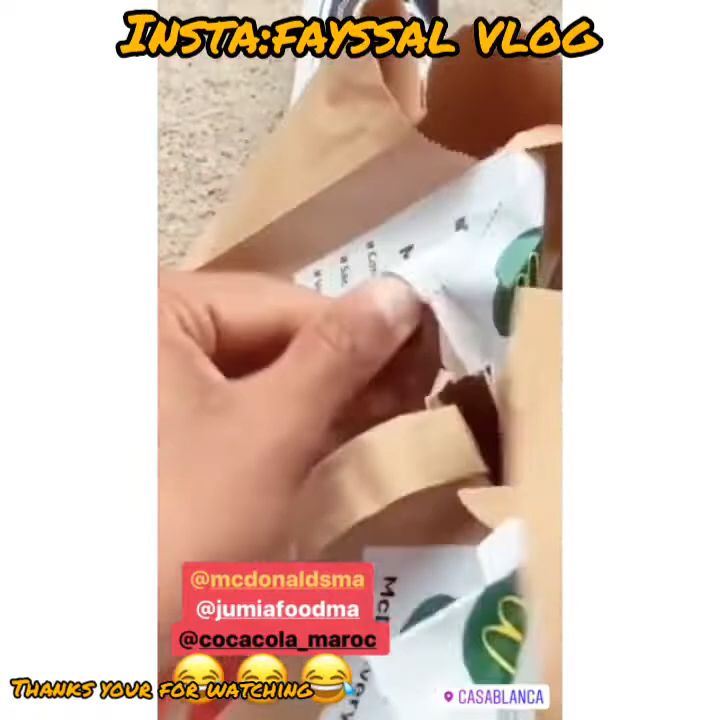 INSTA:FAYSSAL VLOG
@mcdonaldsma
@jumiafoodma
@cocacola_maroc
THANKS YOUR FOR WATCHING
CASABLANCA